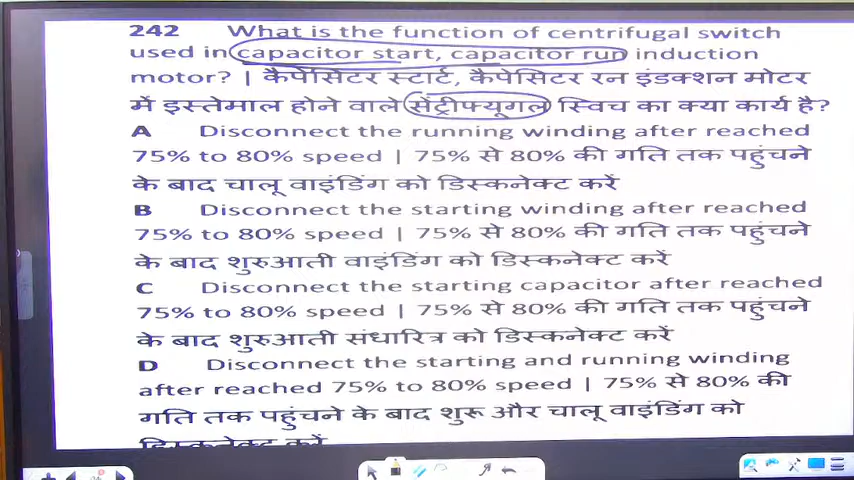 242 What is the function of centrifugal switch
used in capacitor start, capacitor run induction
motor? | कैपेसिटर स्टार्ट, कैपेसिटर रन इंडक्शन मोटर
में इस्तेमाल होने वाले सेंट्रीफ्यूगल स्विच का क्या कार्य है?
A Disconnect the running winding after reached
75% to 80% speed | 75% से 80% की गति तक पहुंचने
के बाद चालू वाइंडिंग को डिस्कनेक्ट करें
B Disconnect the starting winding after reached
75% to 80% speed | 75% से 80% की गति तक पहुंचने
के बाद शुरुआती वाइंडिंग को डिस्कनेक्ट करें
C Disconnect the starting capacitor after reached
75% to 80% speed | 75% से 80% की गति तक पहुंचने
के बाद शुरुआती संधारित्र को डिस्कनेक्ट करें
D Disconnect the starting and running winding
after reached 75% to 80% speed | 75% से 80% की
गति तक पहुंचने के बाद शुरू और चालू वाइंडिंग को
डिस्कनेक्ट करें